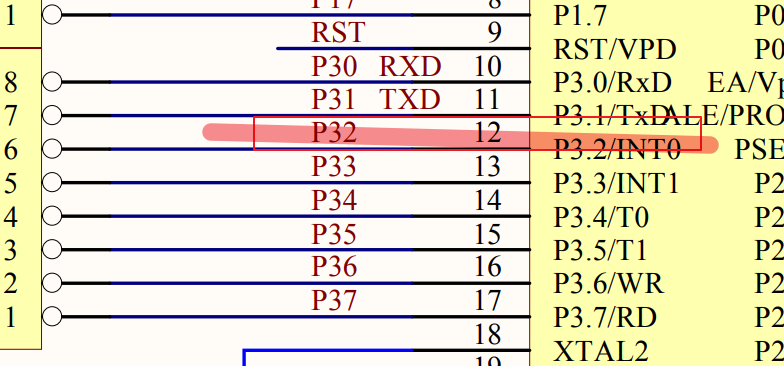 1 P17 8 P1.7 P0
RST 9 RST/VPD P0
8 P30 RXD 10 P3.0/RxD EA/Vp
7 P31 TXD 11 P3.1/TxD ALE/PRO
6 P32 12 P3.2/INT0 PSE
5 P33 13 P3.3/INT1 P2
4 P34 14 P3.4/T0 P2
3 P35 15 P3.5/T1 P2
2 P36 16 P3.6/WR P2
1 P37 17 P3.7/RD P2
18 XTAL2 P2
19